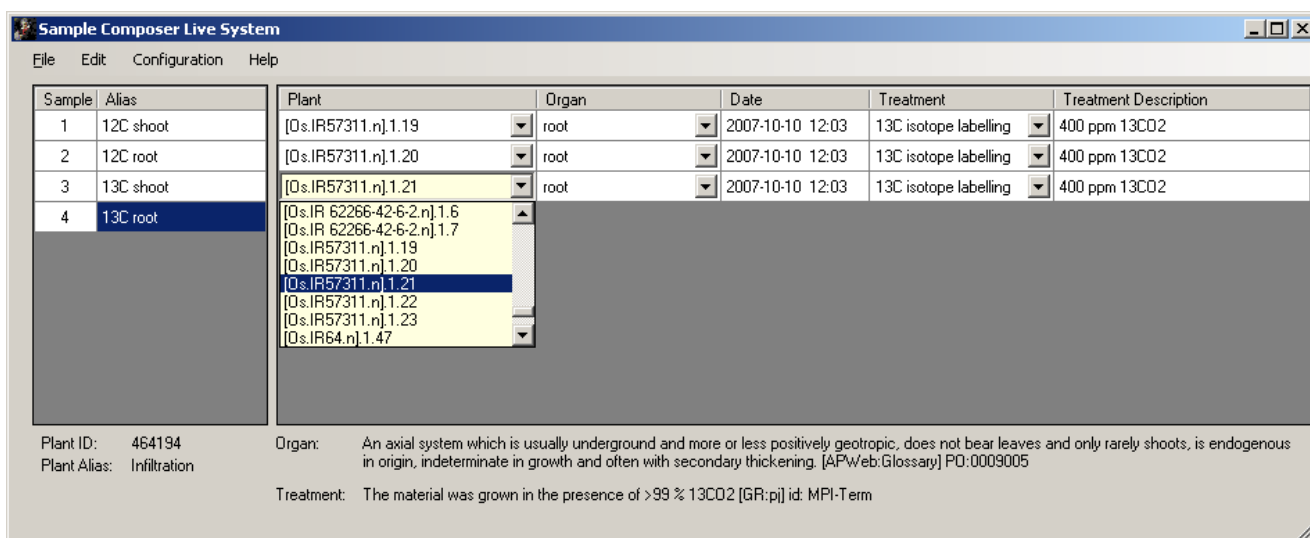 Sample Composer Live System
File Edit Configuration Help
Sample Alias Plant Organ Date Treatment Treatment Description
1 12C shoot [Os.IR57311.n].1.19 root 2007-10-10 12:03 13C isotope labelling 400 ppm 13CO2
2 12C root [Os.IR57311.n].1.20 root 2007-10-10 12:03 13C isotope labelling 400 ppm 13CO2
3 13C shoot [Os.IR57311.n].1.21 root 2007-10-10 12:03 13C isotope labelling 400 ppm 13CO2
4 13C root
[Os.IR 62266-42-6-2.n].1.6
[Os.IR 62266-42-6-2.n].1.7
[Os.IR57311.n].1.19
[Os.IR57311.n].1.20
[Os.IR57311.n].1.21
[Os.IR57311.n].1.22
[Os.IR57311.n].1.23
[Os.IR64.n].1.47
Plant ID: 464194
Plant Alias: Infiltration
Organ: An axial system which is usually underground and more or less positively geotropic, does not bear leaves and only rarely shoots, is endogenous
in origin, indeterminate in growth and often with secondary thickening. [APWeb:Glossary] PO:0009005
Treatment: The material was grown in the presence of >99 % 13CO2 [GR:pj] id: MPI-Term